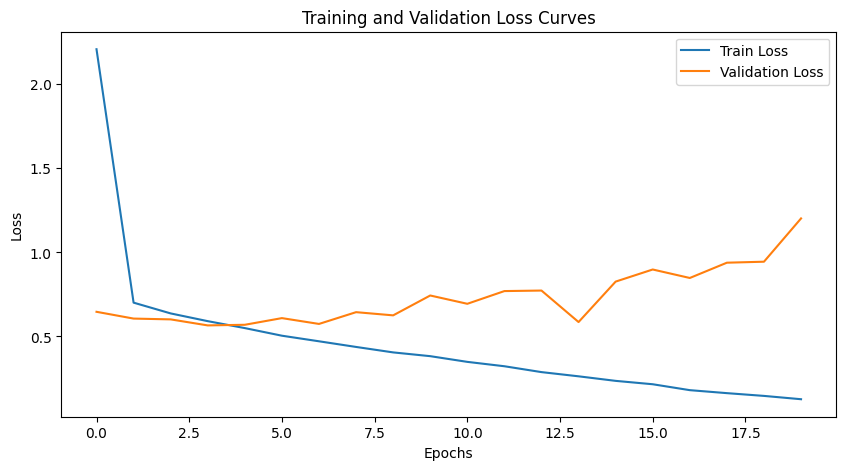 Training and Validation Loss Curves
Train Loss
Validation Loss
2.0
1.5
1.0
0.5
Loss
0.0
2.5
5.0
7.5
10.0
12.5
15.0
17.5
Epochs